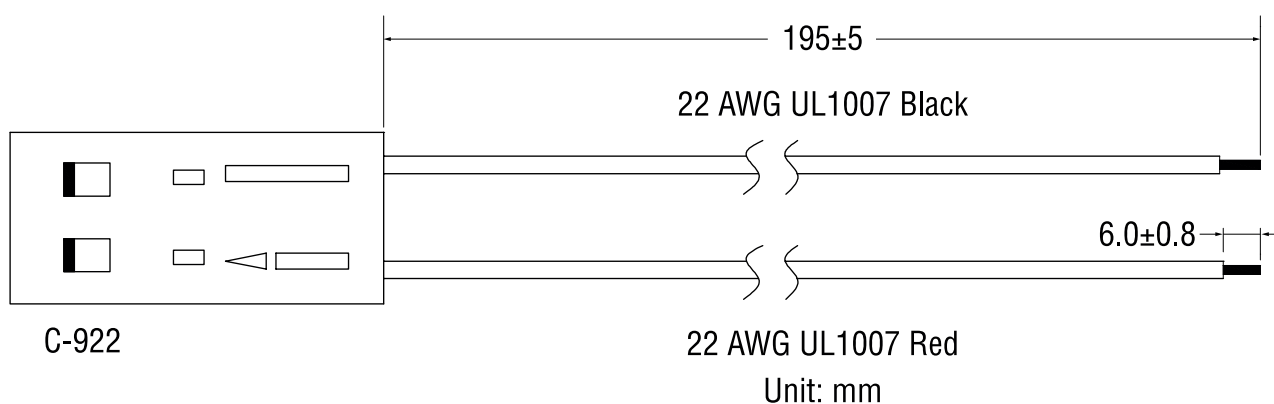 195±5
22 AWG UL1007 Black
6.0±0.8
C-922
22 AWG UL1007 Red
Unit: mm